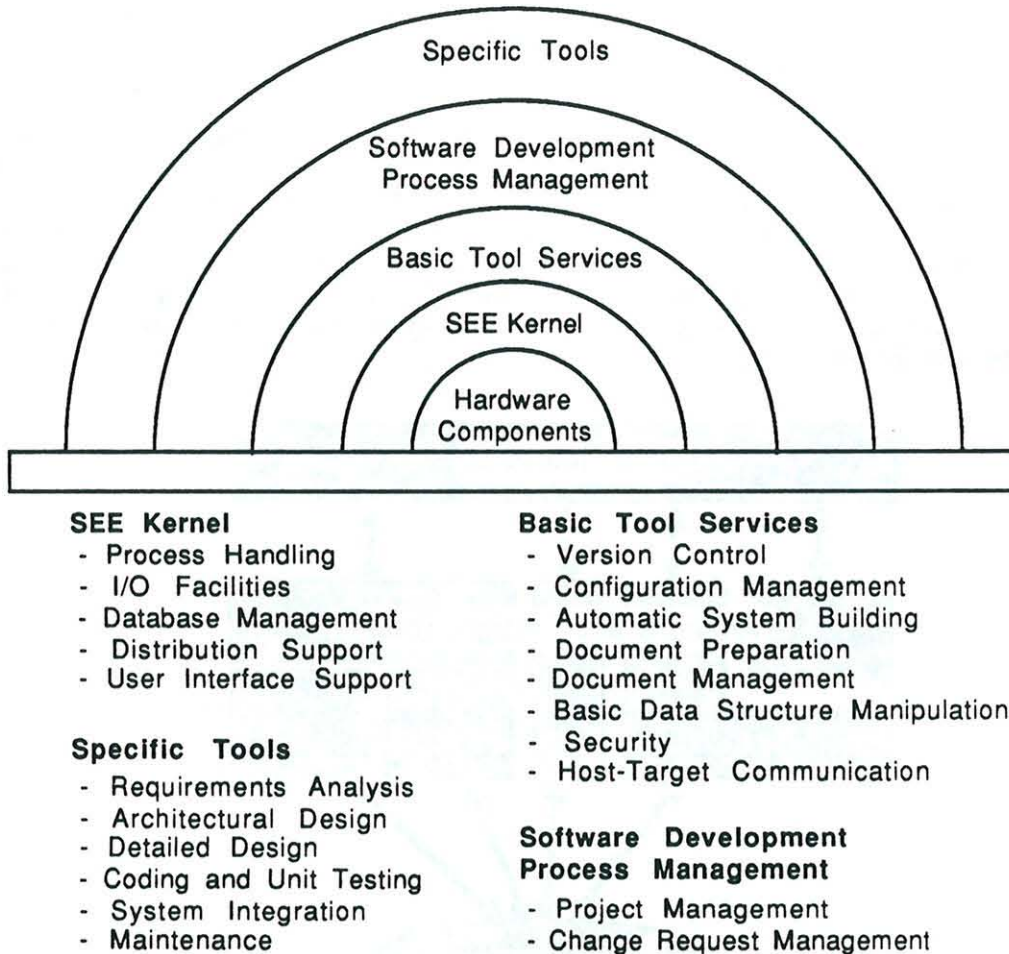 Specific Tools
Software Development
Process Management
Basic Tool Services
SEE Kernel
Hardware
Components
SEE Kernel
- Process Handling
- I/O Facilities
- Database Management
- Distribution Support
- User Interface Support
Specific Tools
- Requirements Analysis
- Architectural Design
- Detailed Design
- Coding and Unit Testing
- System Integration
- Maintenance
Basic Tool Services
- Version Control
- Configuration Management
- Automatic System Building
- Document Preparation
- Document Management
- Basic Data Structure Manipulation
- Security
- Host-Target Communication
Software Development
Process Management
- Project Management
- Change Request Management